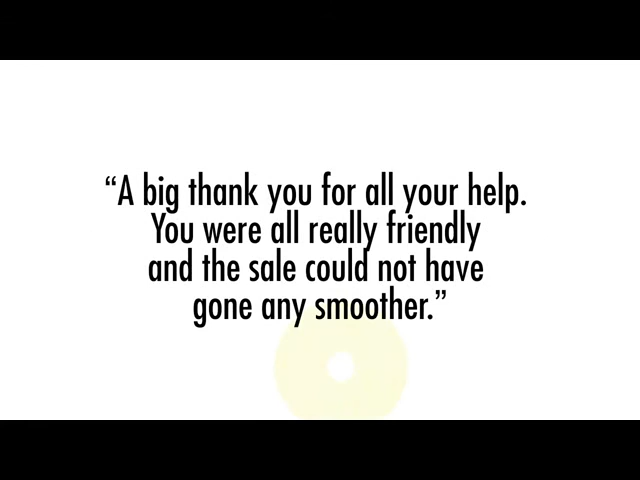 “A big thank you for all your help.
You were all really friendly
and the sale could not have
gone any smoother.”